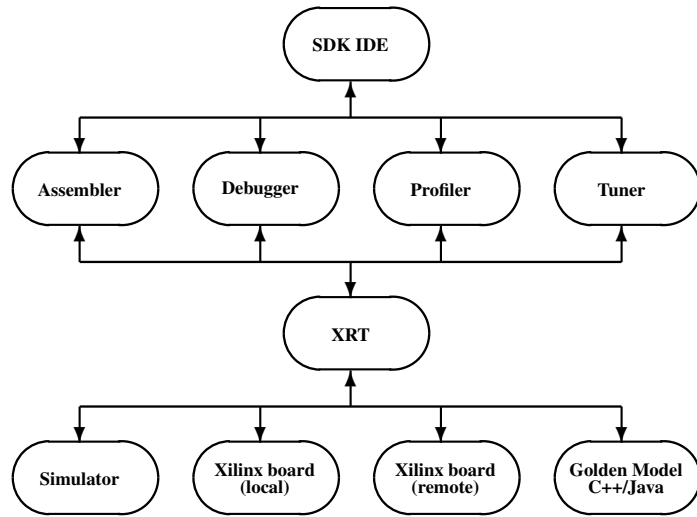 SDK IDE
Assembler
Debugger
Profiler
Tuner
XRT
Simulator
Xilinx board
(local)
Xilinx board
(remote)
Golden Model
C++/Java